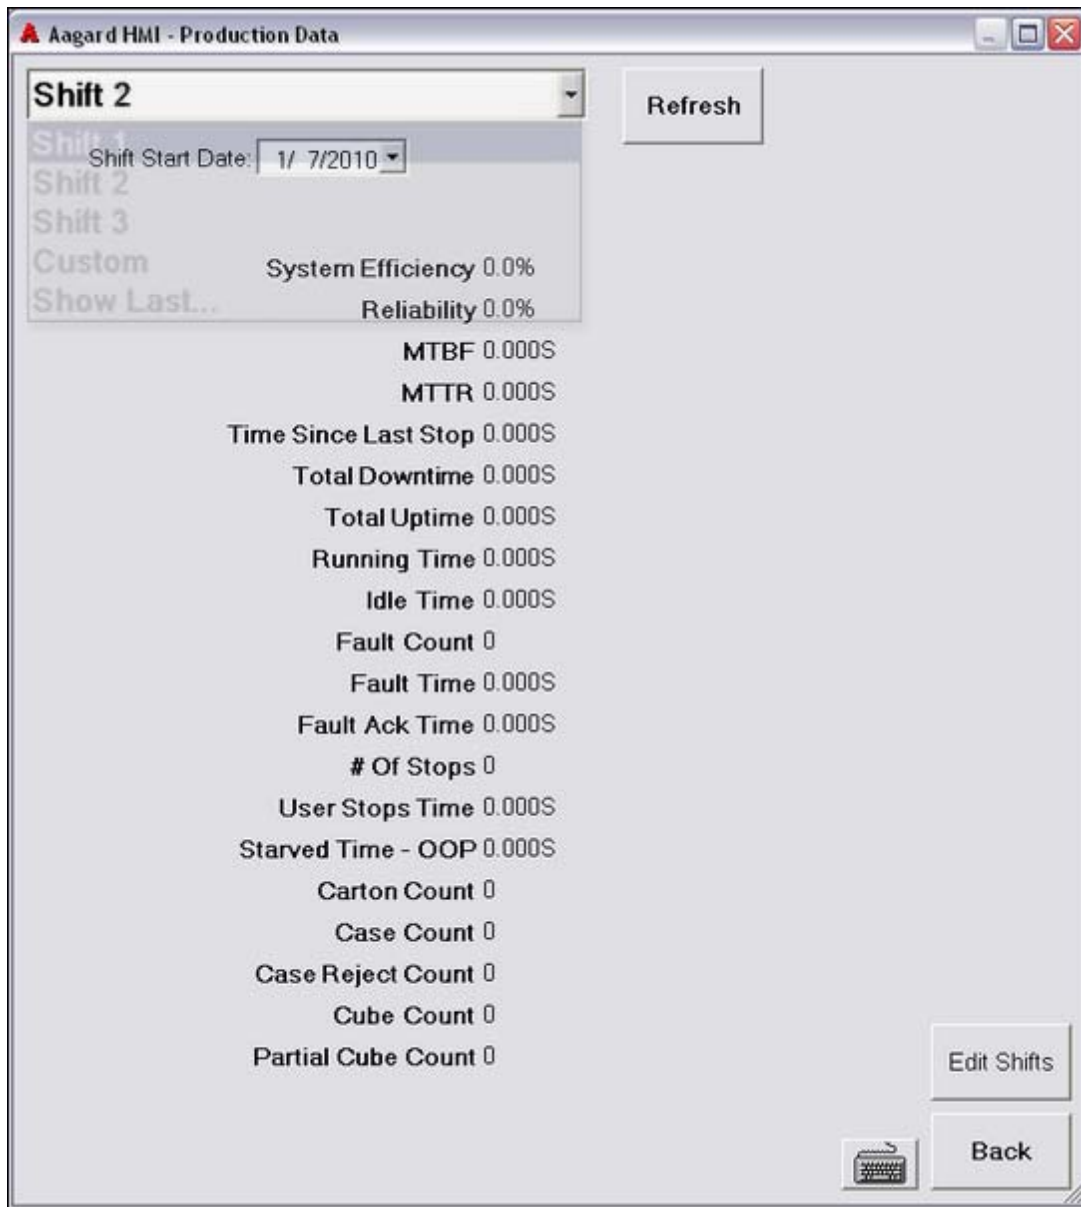 Aagard HMI - Production Data
Shift 2
Refresh
Shift 1
Shift Start Date: 1/ 7/2010
Shift 2
Shift 3
Custom
System Efficiency 0.0%
Show Last...
Reliability 0.0%
MTBF 0.000S
MTTR 0.000S
Time Since Last Stop 0.000S
Total Downtime 0.000S
Total Uptime 0.000S
Running Time 0.000S
Idle Time 0.000S
Fault Count 0
Fault Time 0.000S
Fault Ack Time 0.000S
# Of Stops 0
User Stops Time 0.000S
Starved Time - OOP 0.000S
Carton Count 0
Case Count 0
Case Reject Count 0
Cube Count 0
Partial Cube Count 0
Edit Shifts
Back